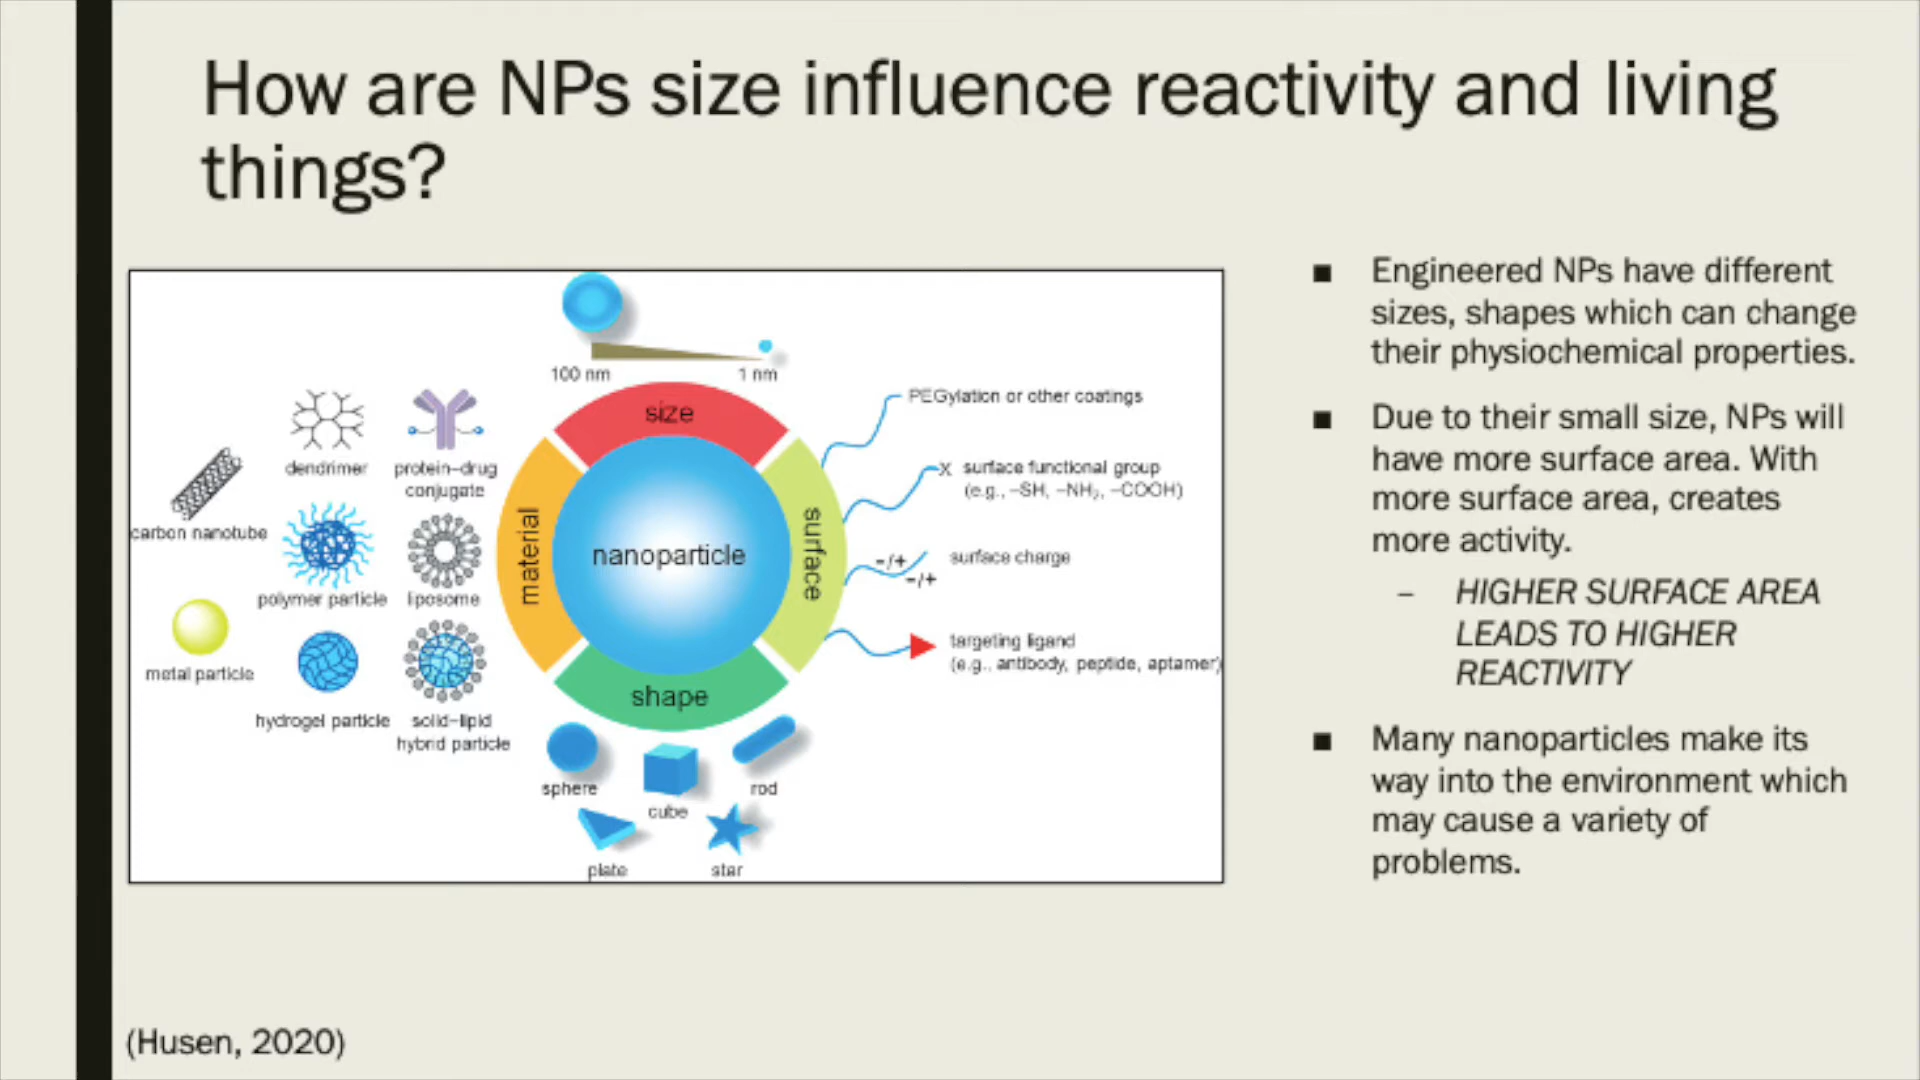 How are NPs size influence reactivity and living
things?
100 nm
1 nm
size
material
nanoparticle
surface
shape
dendrimer
protein–drug
conjugate
carbon nanotube
polymer particle
liposome
metal particle
hydrogel particle
solid–lipid
hybrid particle
PEGylation or other coatings
X surface functional group
(e.g., –SH, –NH₂, –COOH)
–/+
–/+
surface charge
targeting ligand
(e.g., antibody, peptide, aptamer)
sphere
cube
rod
plate
star
■ Engineered NPs have different
sizes, shapes which can change
their physiochemical properties.
■ Due to their small size, NPs will
have more surface area. With
more surface area, creates
more activity.
– HIGHER SURFACE AREA
LEADS TO HIGHER
REACTIVITY
■ Many nanoparticles make its
way into the environment which
may cause a variety of
problems.
(Husen, 2020)